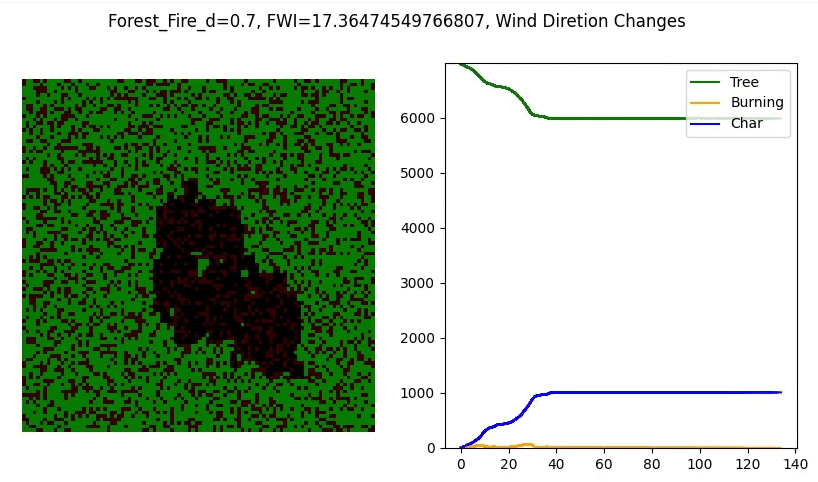 Forest_Fire_d=0.7, FWI=17.36474549766807, Wind Diretion Changes
Tree
Burning
Char
6000
5000
4000
3000
2000
1000
0
0 20 40 60 80 100 120 140